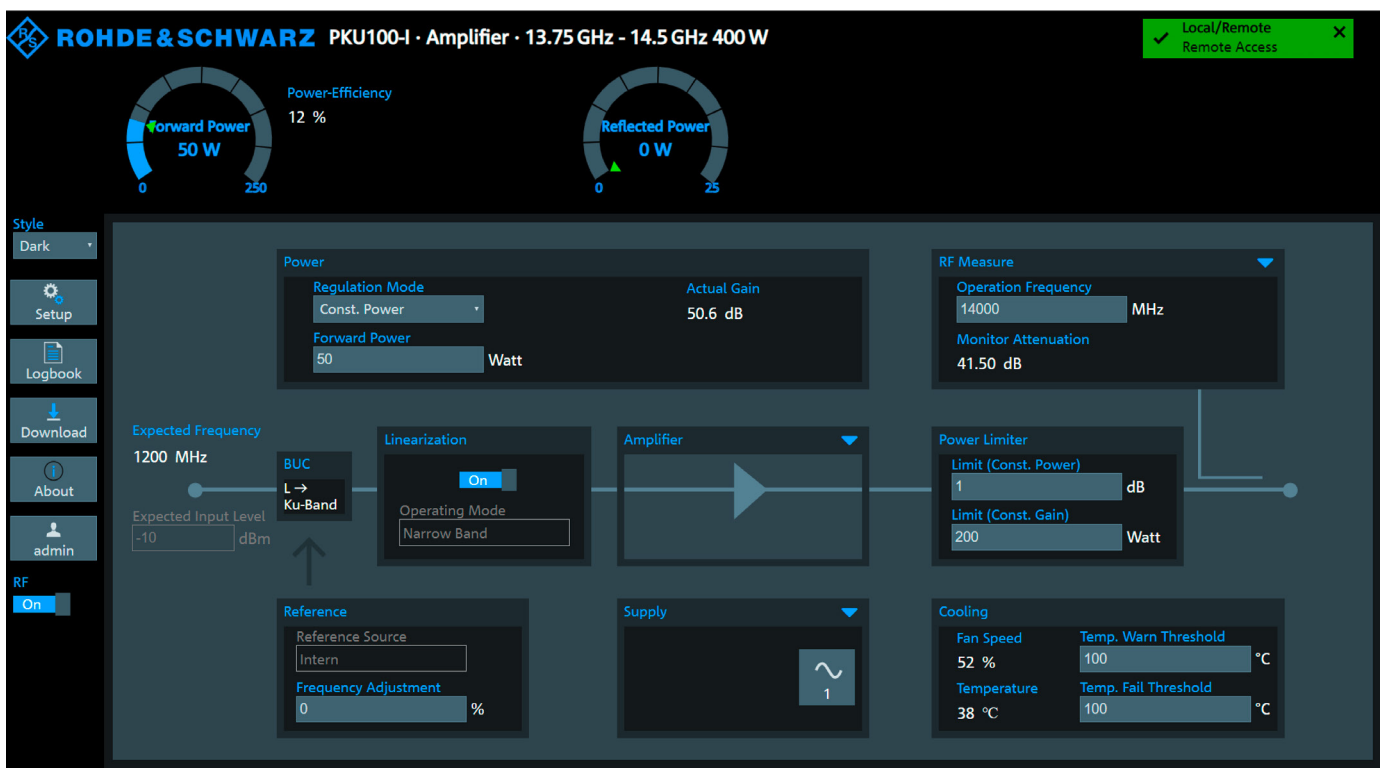 ROHDE & SCHWARZ PKU100-I · Amplifier · 13.75 GHz - 14.5 GHz 400 W
Local/Remote
Remote Access
Forward Power
50 W
0 250
Power-Efficiency
12 %
Reflected Power
0 W
0 25
Style
Dark
Setup
Logbook
Download
About
admin
RF
On
Power
Regulation Mode
Const. Power
Forward Power
50 Watt
Actual Gain
50.6 dB
RF Measure
Operation Frequency
14000 MHz
Monitor Attenuation
41.50 dB
Expected Frequency
1200 MHz
Expected Input Level
-10 dBm
BUC
L →
Ku-Band
Linearization
On
Operating Mode
Narrow Band
Amplifier
Power Limiter
Limit (Const. Power)
1 dB
Limit (Const. Gain)
200 Watt
Reference
Reference Source
Intern
Frequency Adjustment
0 %
Supply
1
Cooling
Fan Speed
52 %
Temperature
38 °C
Temp. Warn Threshold
100 °C
Temp. Fail Threshold
100 °C